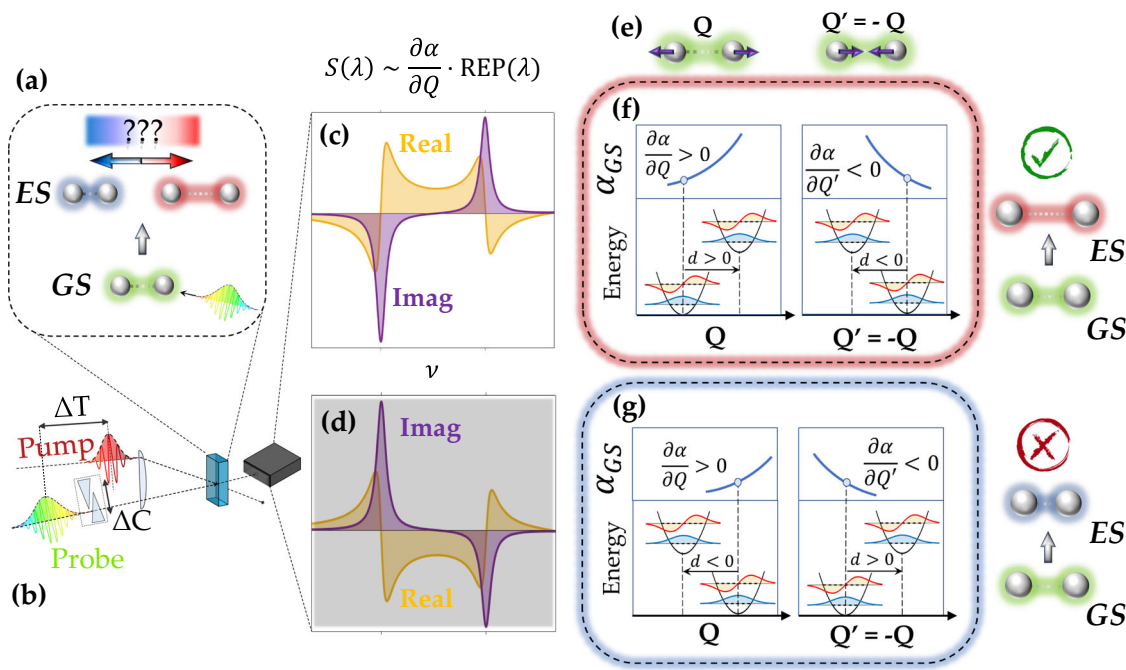 (a)
???
ES
GS
ΔT
Pump
ΔC
Probe
(b)
S(λ) ~ ∂α/∂Q · REP(λ)
(c)
Real
Imag
ν
(d)
Imag
Real
(e)
Q
Q' = - Q
(f)
α_GS
∂α/∂Q > 0
∂α/∂Q' < 0
Energy
d > 0
d < 0
Q
Q' = -Q
ES
GS
(g)
α_GS
∂α/∂Q > 0
∂α/∂Q' < 0
Energy
d < 0
d > 0
Q
Q' = -Q
ES
GS